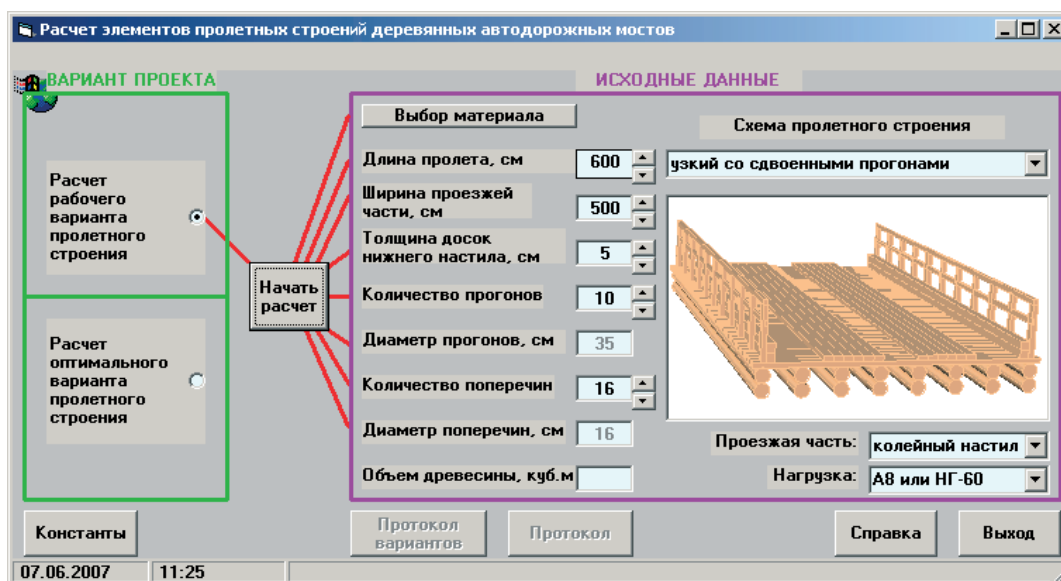 Расчет элементов пролетных строений деревянных автодорожных мостов
ВАРИАНТ ПРОЕКТА
ИСХОДНЫЕ ДАННЫЕ
Расчет
рабочего
варианта
пролетного
строения
Расчет
оптимального
варианта
пролетного
строения
Начать
расчет
Выбор материала
Длина пролета, см
600
Ширина проезжей
части, см
500
Толщина досок
нижнего настила, см
5
Количество прогонов
10
Диаметр прогонов, см
35
Количество поперечин
16
Диаметр поперечин, см
16
Объем древесины, куб.м
Схема пролетного строения
узкий со сдвоенными прогонами
Проезжая часть:
колейный настил
Нагрузка:
А8 или НГ-60
Константы
Протокол
вариантов
Протокол
Справка
Выход
07.06.2007
11:25